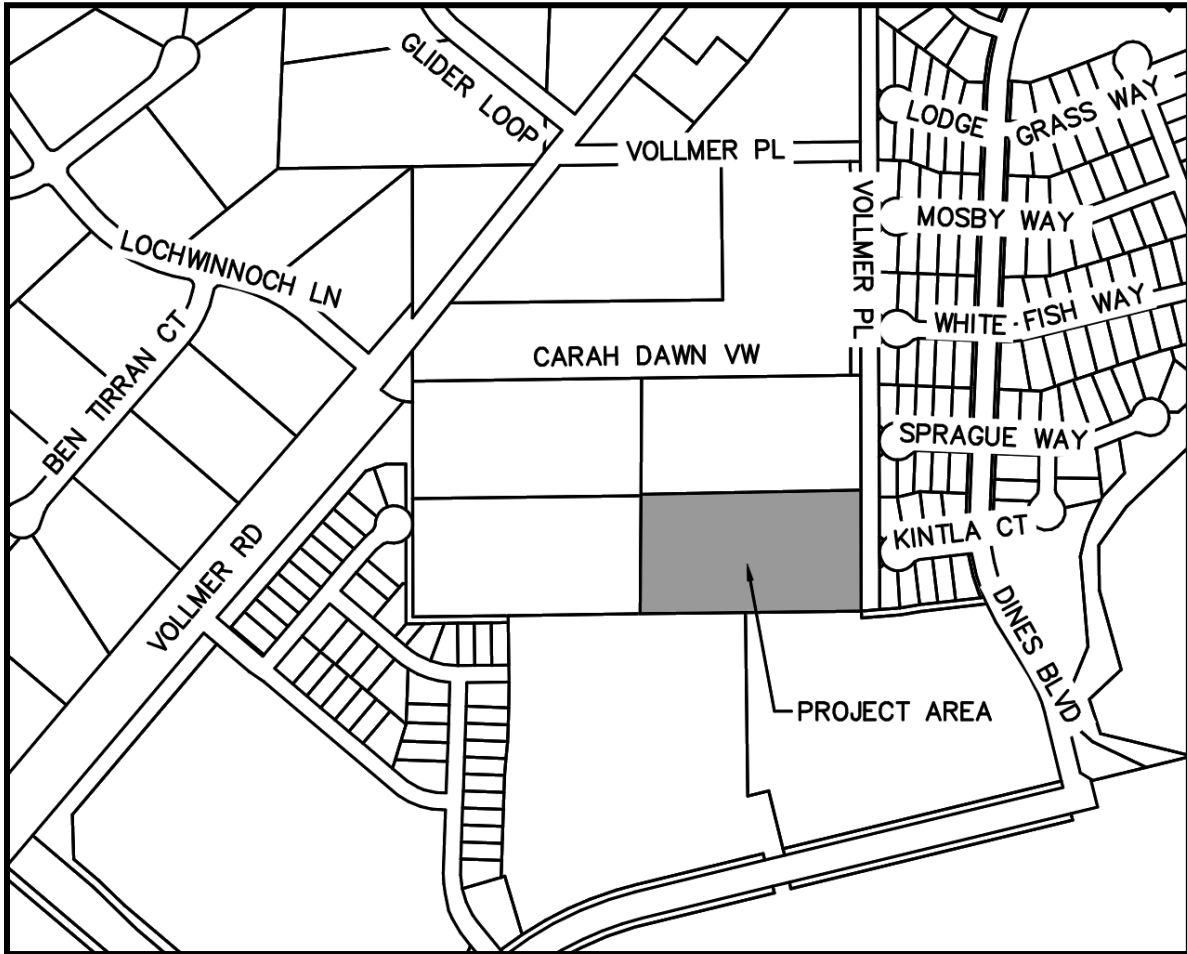 GLIDER LOOP
LODGE GRASS WAY
VOLLMER PL
VOLLMER PL
MOSBY WAY
LOCHWINNOCH LN
WHITE-FISH WAY
BEN TIRRAN CT
CARAH DAWN VW
SPRAGUE WAY
KINTLA CT
VOLLMER RD
DINES BLVD
PROJECT AREA